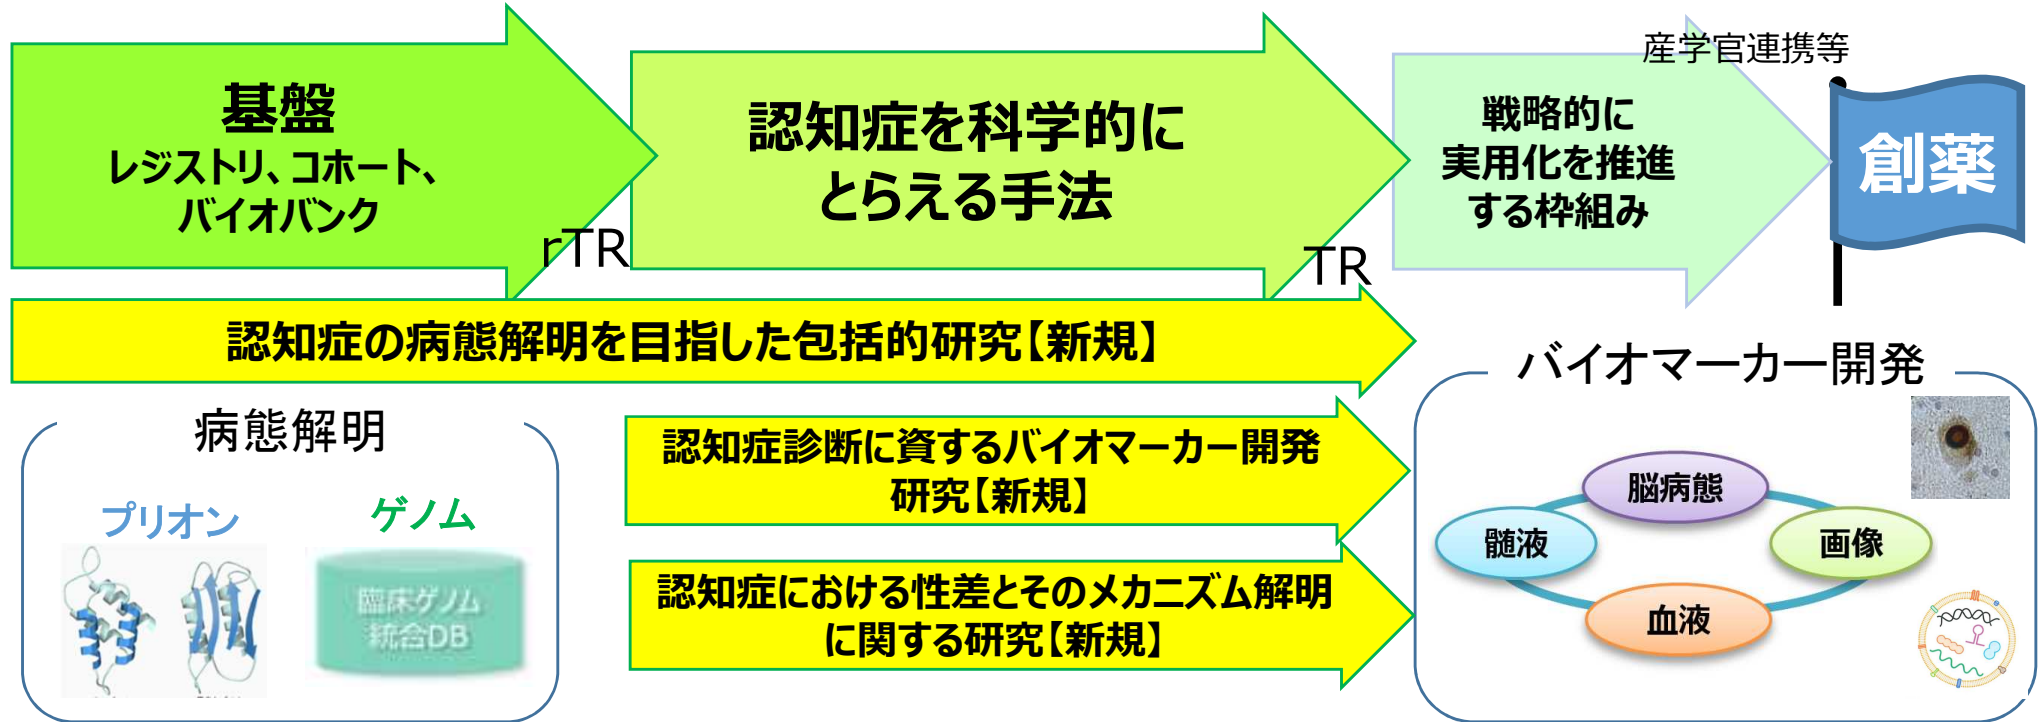 産学官連携等
基盤
レジストリ、コホート、
バイオバンク
rTR
認知症を科学的に
とらえる手法
TR
戦略的に
実用化を推進
する枠組み
創薬
認知症の病態解明を目指した包括的研究【新規】
病態解明
プリオン
ゲノム
臨床ゲノム
統合DB
認知症診断に資するバイオマーカー開発
研究【新規】
認知症における性差とそのメカニズム解明
に関する研究【新規】
バイオマーカー開発
脳病態
髄液
画像
血液